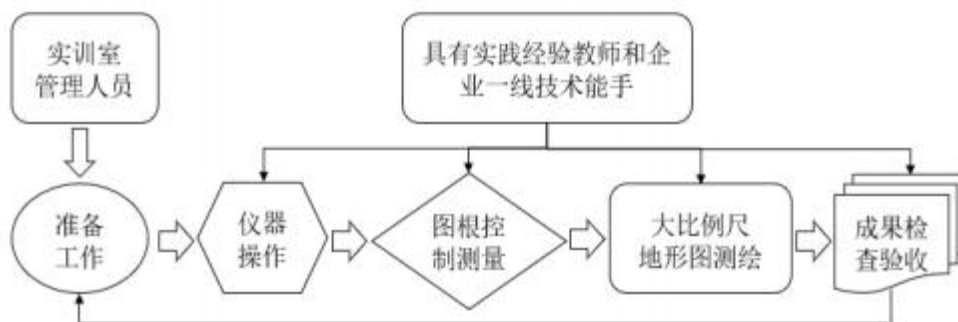 实训室
管理人员
具有实践经验教师和企
业一线技术能手
准备
工作
仪器
操作
图根控
制测量
大比例尺
地形图测绘
成果检
查验收